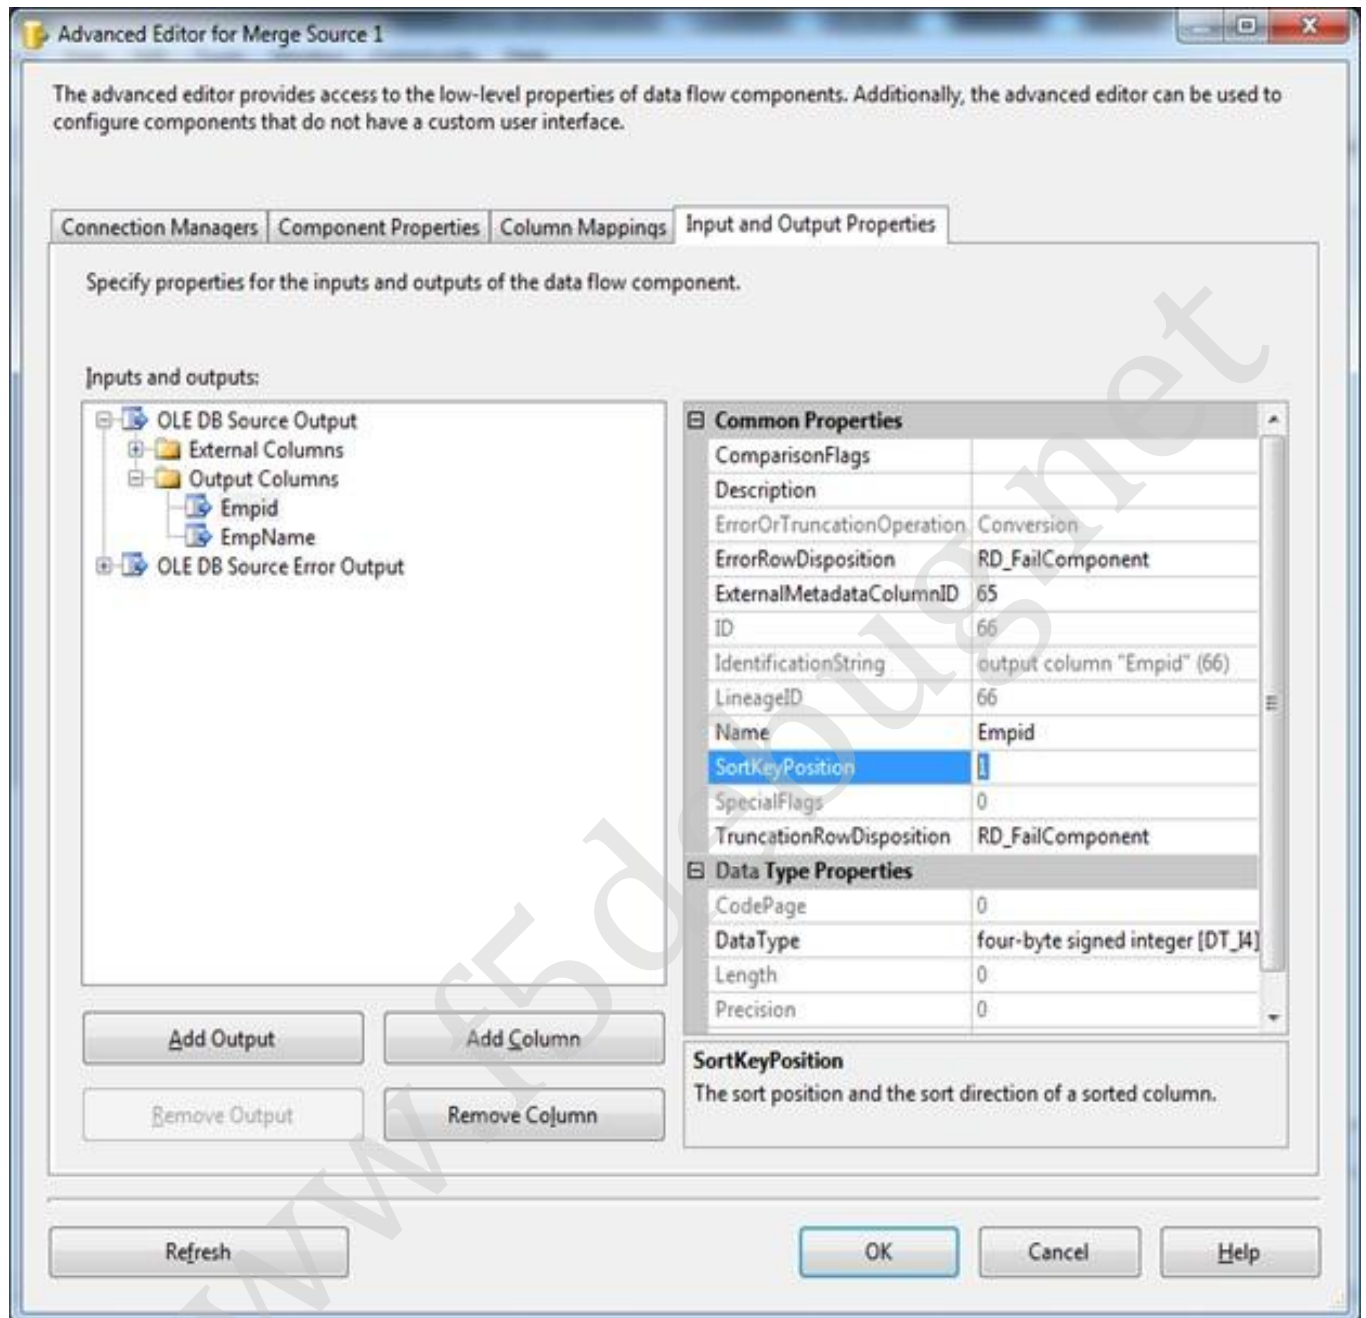 Advanced Editor for Merge Source 1
The advanced editor provides access to the low-level properties of data flow components. Additionally, the advanced editor can be used to
configure components that do not have a custom user interface.
Connection Managers Component Properties Column Mappings Input and Output Properties
Specify properties for the inputs and outputs of the data flow component.
Inputs and outputs:
OLE DB Source Output
External Columns
Output Columns
Empid
EmpName
OLE DB Source Error Output
Common Properties
ComparisonFlags
Description
ErrorOrTruncationOperation Conversion
ErrorRowDisposition RD_FailComponent
ExternalMetadataColumnID 65
ID 66
IdentificationString output column "Empid" (66)
LineageID 66
Name Empid
SortKeyPosition 1
SpecialFlags 0
TruncationRowDisposition RD_FailComponent
Data Type Properties
CodePage 0
DataType four-byte signed integer [DT_I4]
Length 0
Precision 0
Add Output Add Column
Remove Output Remove Column
SortKeyPosition
The sort position and the sort direction of a sorted column.
Refresh OK Cancel Help
www.f5debug.net